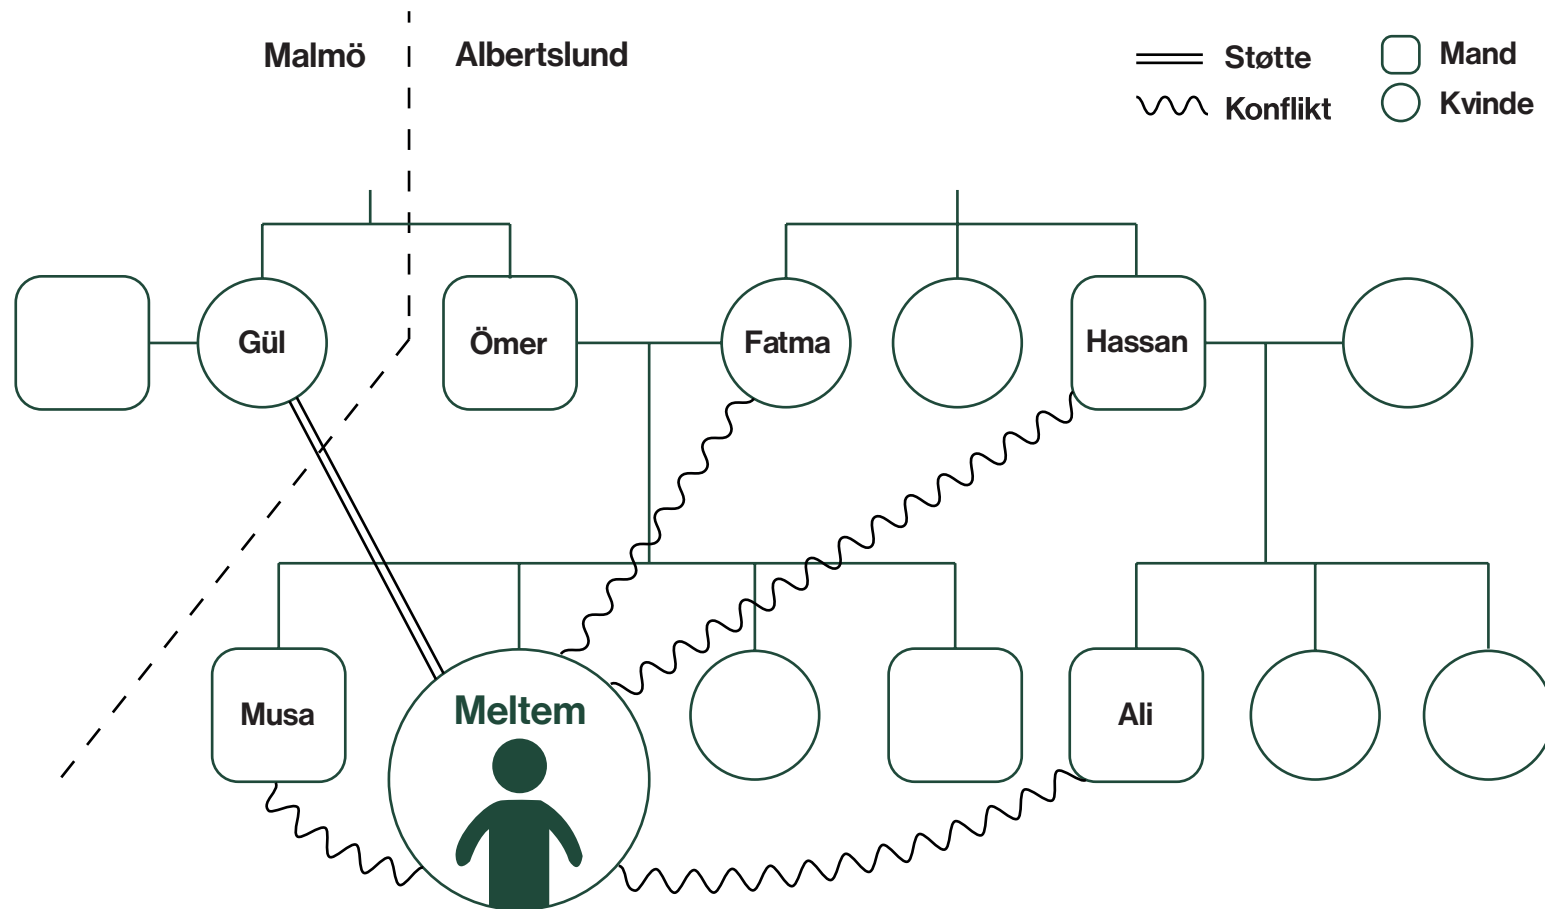 Malmö
Albertslund
Støtte
Mand
Konflikt
Kvinde
Gül
Ömer
Fatma
Hassan
Musa
Meltem
Ali